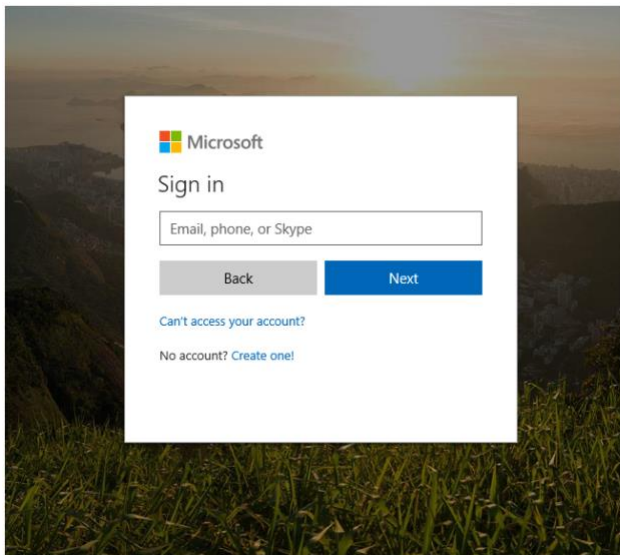 Microsoft
Sign in
Email, phone, or Skype
Back Next
Can't access your account?
No account? Create one!